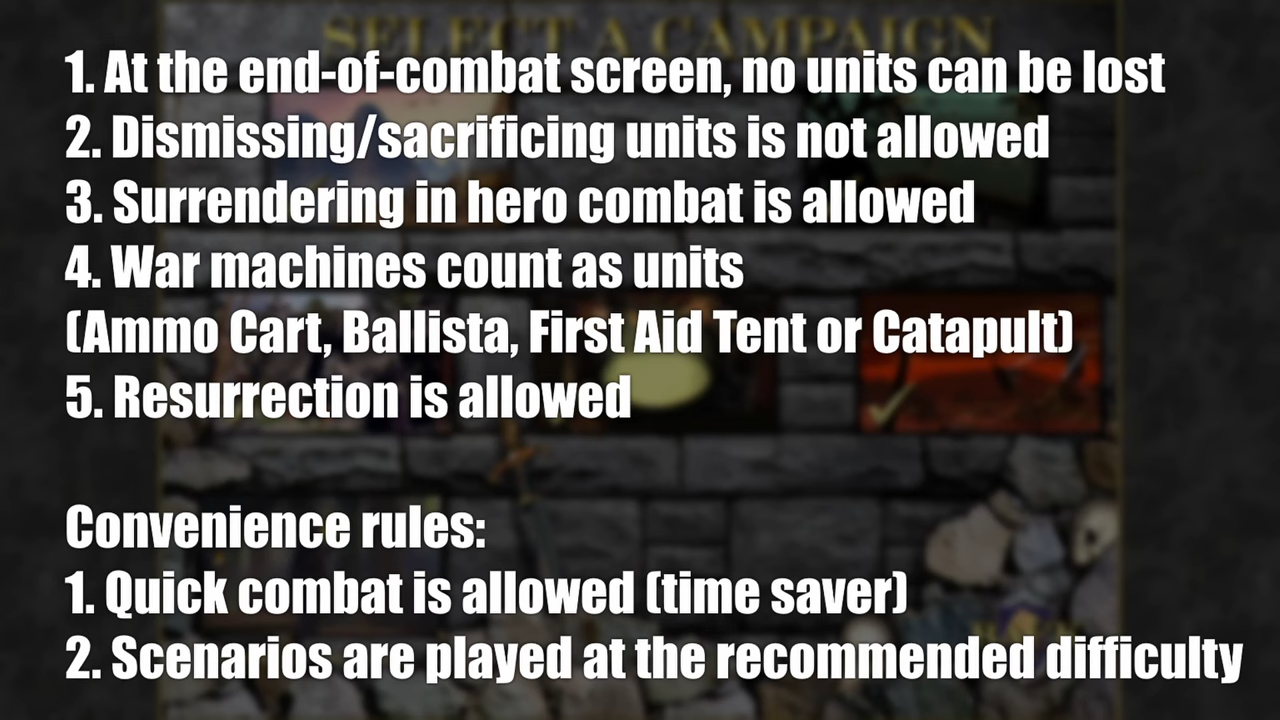 SELECT A CAMPAIGN
1. At the end-of-combat screen, no units can be lost
2. Dismissing/sacrificing units is not allowed
3. Surrendering in hero combat is allowed
4. War machines count as units
(Ammo Cart, Ballista, First Aid Tent or Catapult)
5. Resurrection is allowed
Convenience rules:
1. Quick combat is allowed (time saver)
2. Scenarios are played at the recommended difficulty